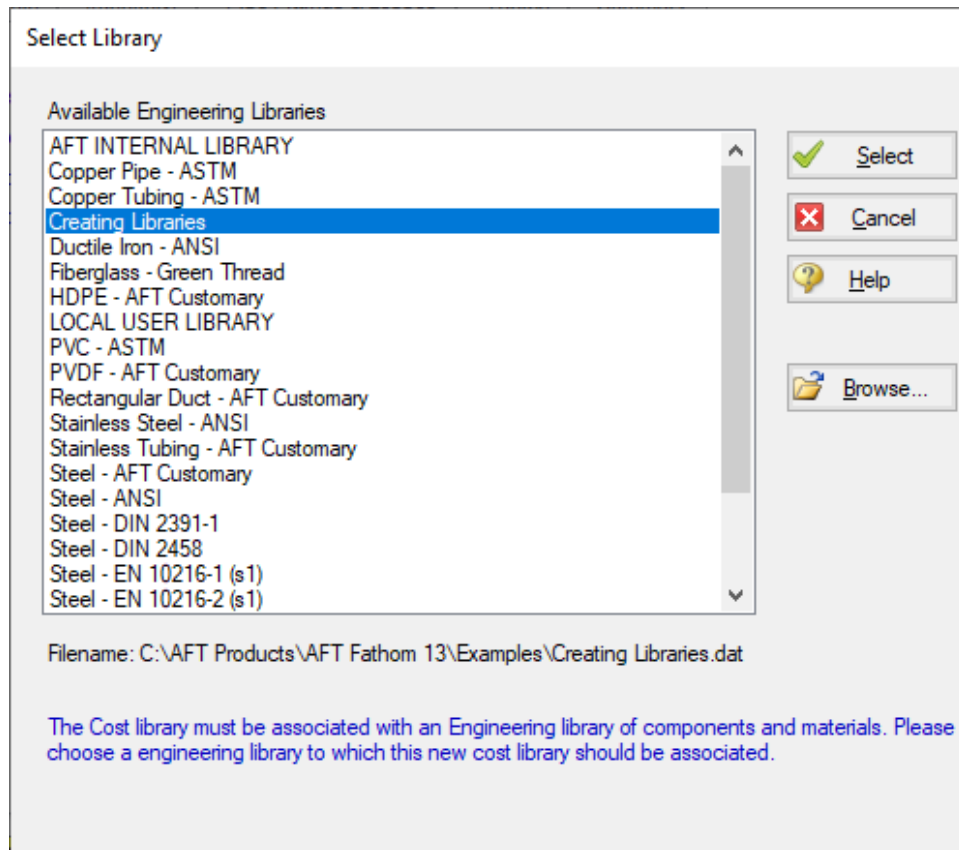 Select Library
Available Engineering Libraries
AFT INTERNAL LIBRARY
Copper Pipe - ASTM
Copper Tubing - ASTM
Creating Libraries
Ductile Iron - ANSI
Fiberglass - Green Thread
HDPE - AFT Customary
LOCAL USER LIBRARY
PVC - ASTM
PVDF - AFT Customary
Rectangular Duct - AFT Customary
Stainless Steel - ANSI
Stainless Tubing - AFT Customary
Steel - AFT Customary
Steel - ANSI
Steel - DIN 2391-1
Steel - DIN 2458
Steel - EN 10216-1 (s1)
Steel - EN 10216-2 (s1)
Select
Cancel
Help
Browse...
Filename: C:\AFT Products\AFT Fathom 13\Examples\Creating Libraries.dat
The Cost library must be associated with an Engineering library of components and materials. Please
choose a engineering library to which this new cost library should be associated.